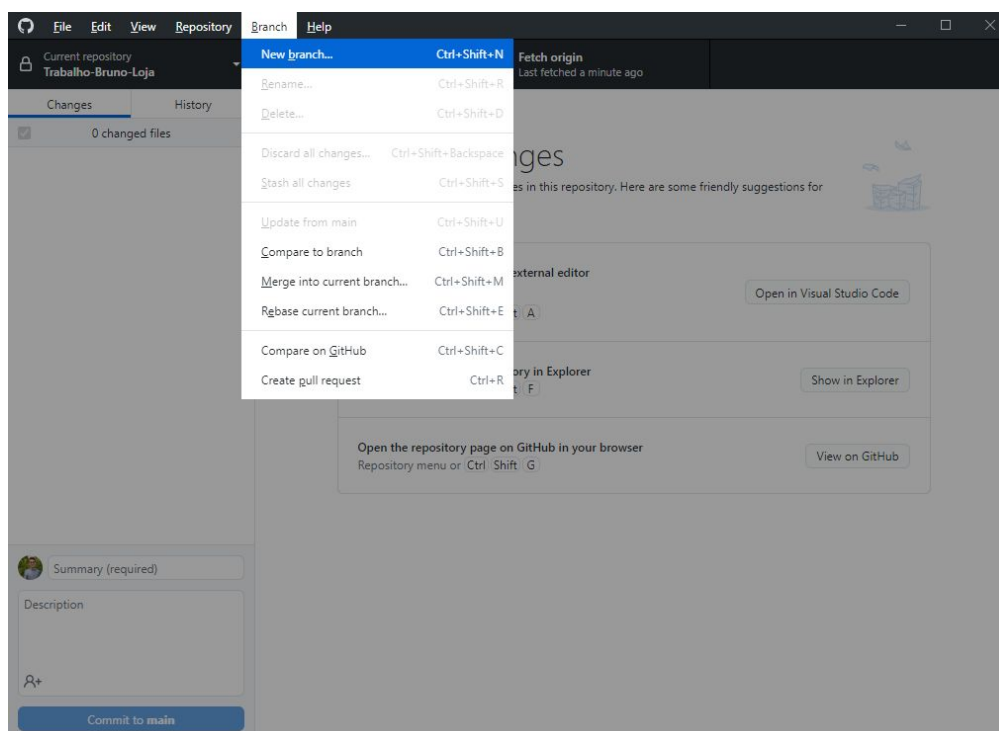 File Edit View Repository Branch Help
Current repository
Trabalho-Bruno-Loja
Fetch origin
Last fetched a minute ago
Changes History
0 changed files
New branch... Ctrl+Shift+N
Rename... Ctrl+Shift+R
Delete... Ctrl+Shift+D
Discard all changes... Ctrl+Shift+Backspace
Stash all changes Ctrl+Shift+S
Update from main Ctrl+Shift+U
Compare to branch Ctrl+Shift+B
Merge into current branch... Ctrl+Shift+M
Rebase current branch... Ctrl+Shift+E
Compare on GitHub Ctrl+Shift+C
Create pull request Ctrl+R
in this repository. Here are some friendly suggestions for
external editor
Open in Visual Studio Code
A
in Explorer
F
Show in Explorer
Open the repository page on GitHub in your browser
Repository menu or Ctrl Shift G
View on GitHub
Summary (required)
Description
Commit to main